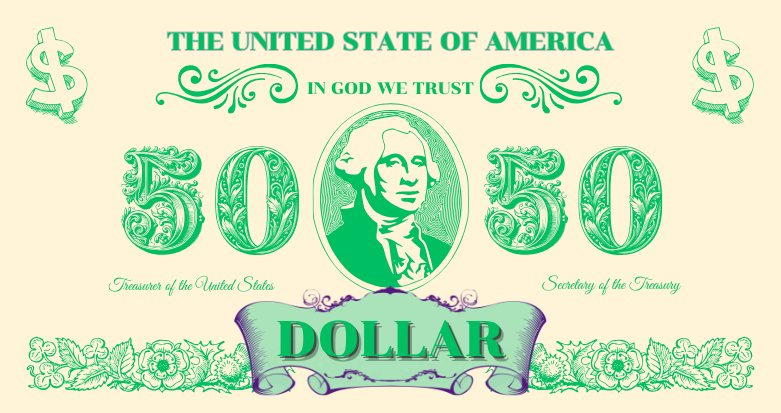 $ $
THE UNITED STATE OF AMERICA
IN GOD WE TRUST
50 50
Treasurer of the United States
Secretary of the Treasury
DOLLAR